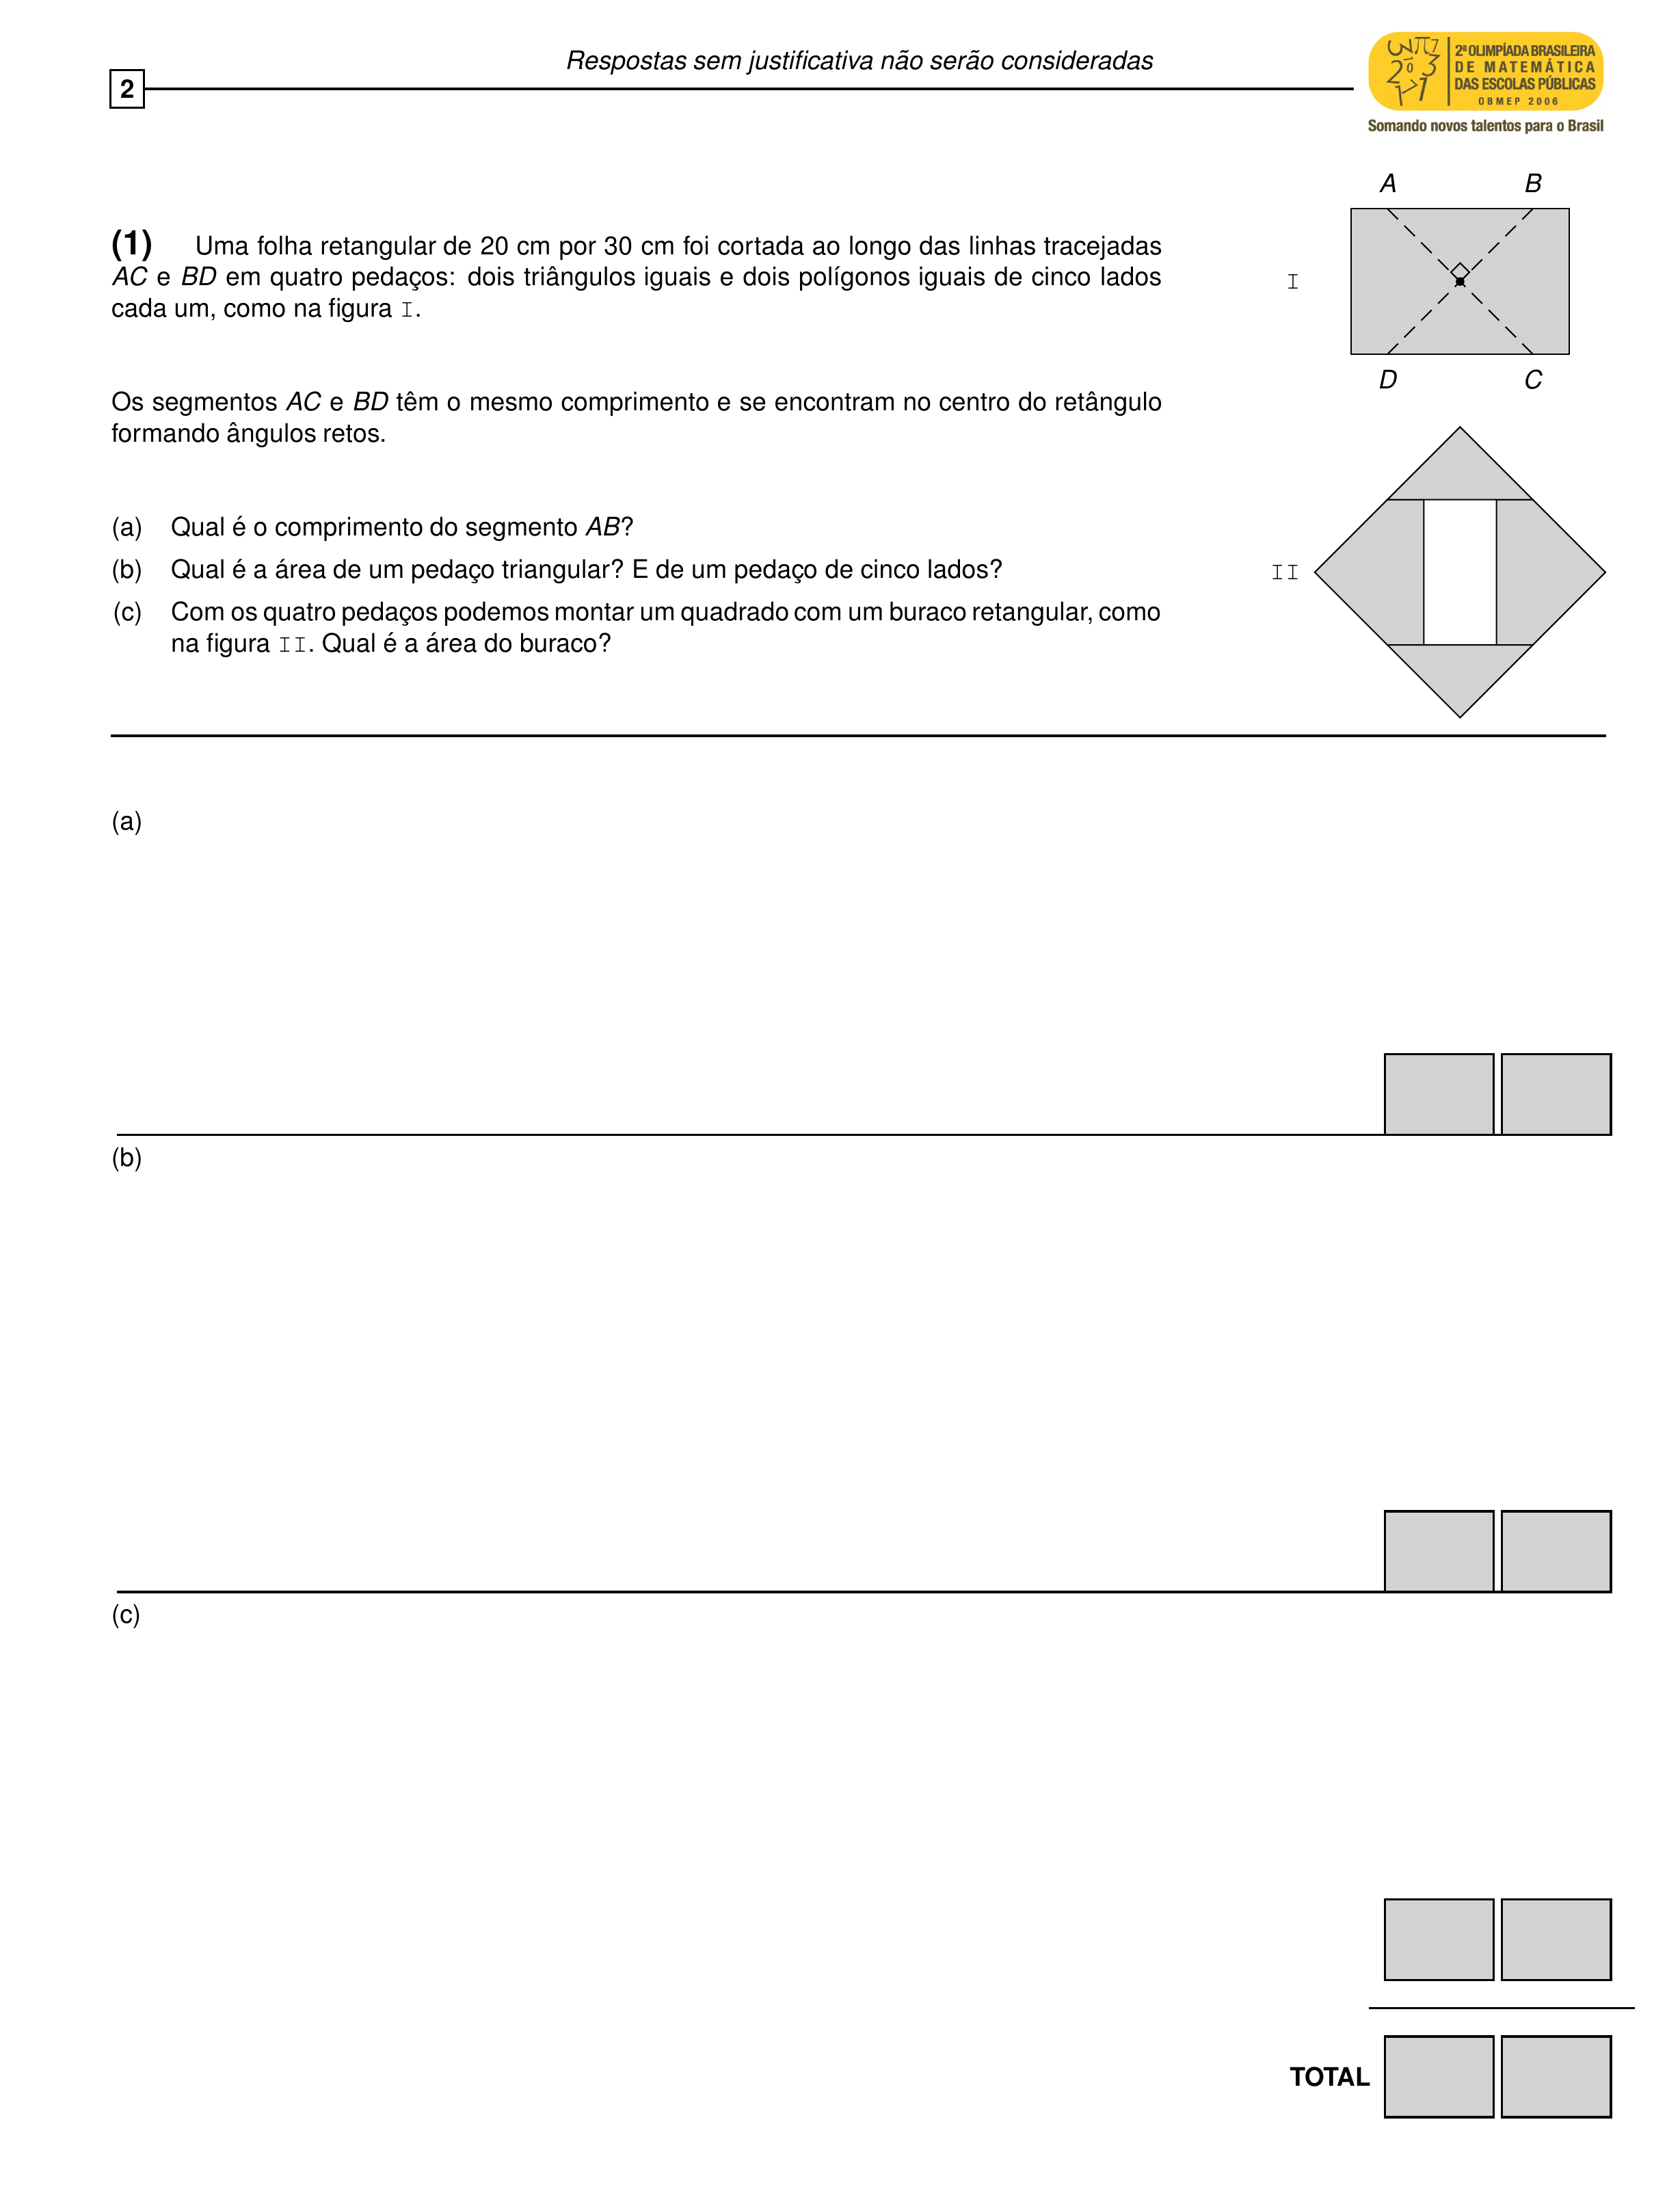 Respostas sem justificativa não serão consideradas
2
2ª OLIMPÍADA BRASILEIRA
DE MATEMÁTICA
DAS ESCOLAS PÚBLICAS
OBMEP 2006
Somando novos talentos para o Brasil
(1) Uma folha retangular de 20 cm por 30 cm foi cortada ao longo das linhas tracejadas
AC e BD em quatro pedaços: dois triângulos iguais e dois polígonos iguais de cinco lados
cada um, como na figura I.
Os segmentos AC e BD têm o mesmo comprimento e se encontram no centro do retângulo
formando ângulos retos.
(a) Qual é o comprimento do segmento AB?
(b) Qual é a área de um pedaço triangular? E de um pedaço de cinco lados?
(c) Com os quatro pedaços podemos montar um quadrado com um buraco retangular, como
na figura II. Qual é a área do buraco?
A B
I
D C
II
(a)
(b)
(c)
TOTAL